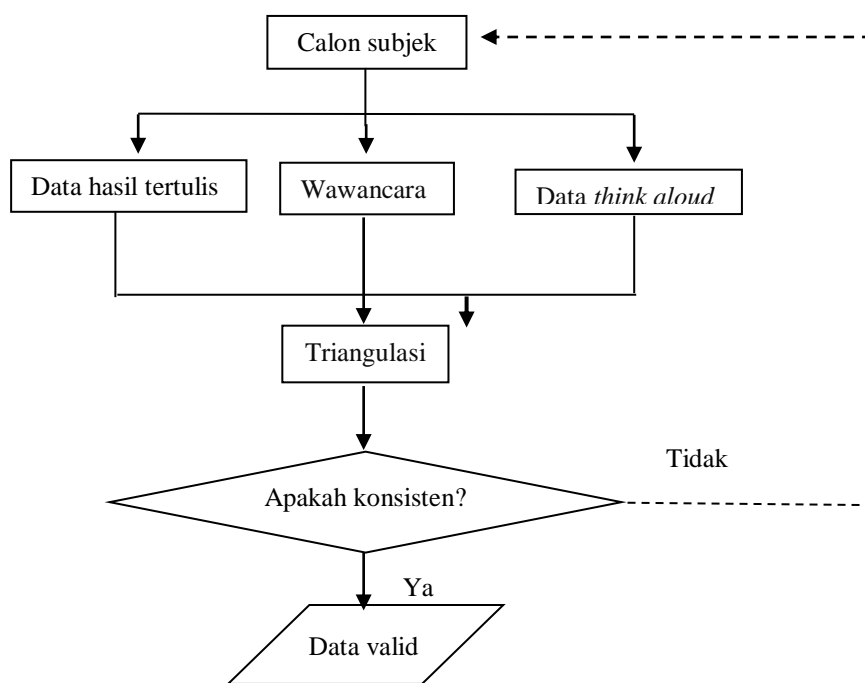 Calon subjek
Data hasil tertulis
Wawancara
Data think aloud
Triangulasi
Tidak
Apakah konsisten?
Ya
Data valid